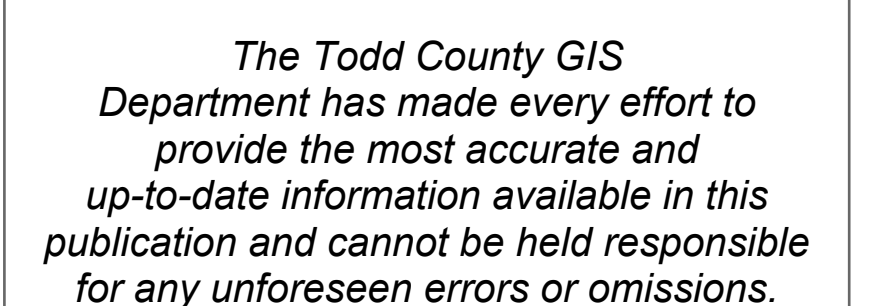 The Todd County GIS
Department has made every effort to
provide the most accurate and
up-to-date information available in this
publication and cannot be held responsible
for any unforeseen errors or omissions.